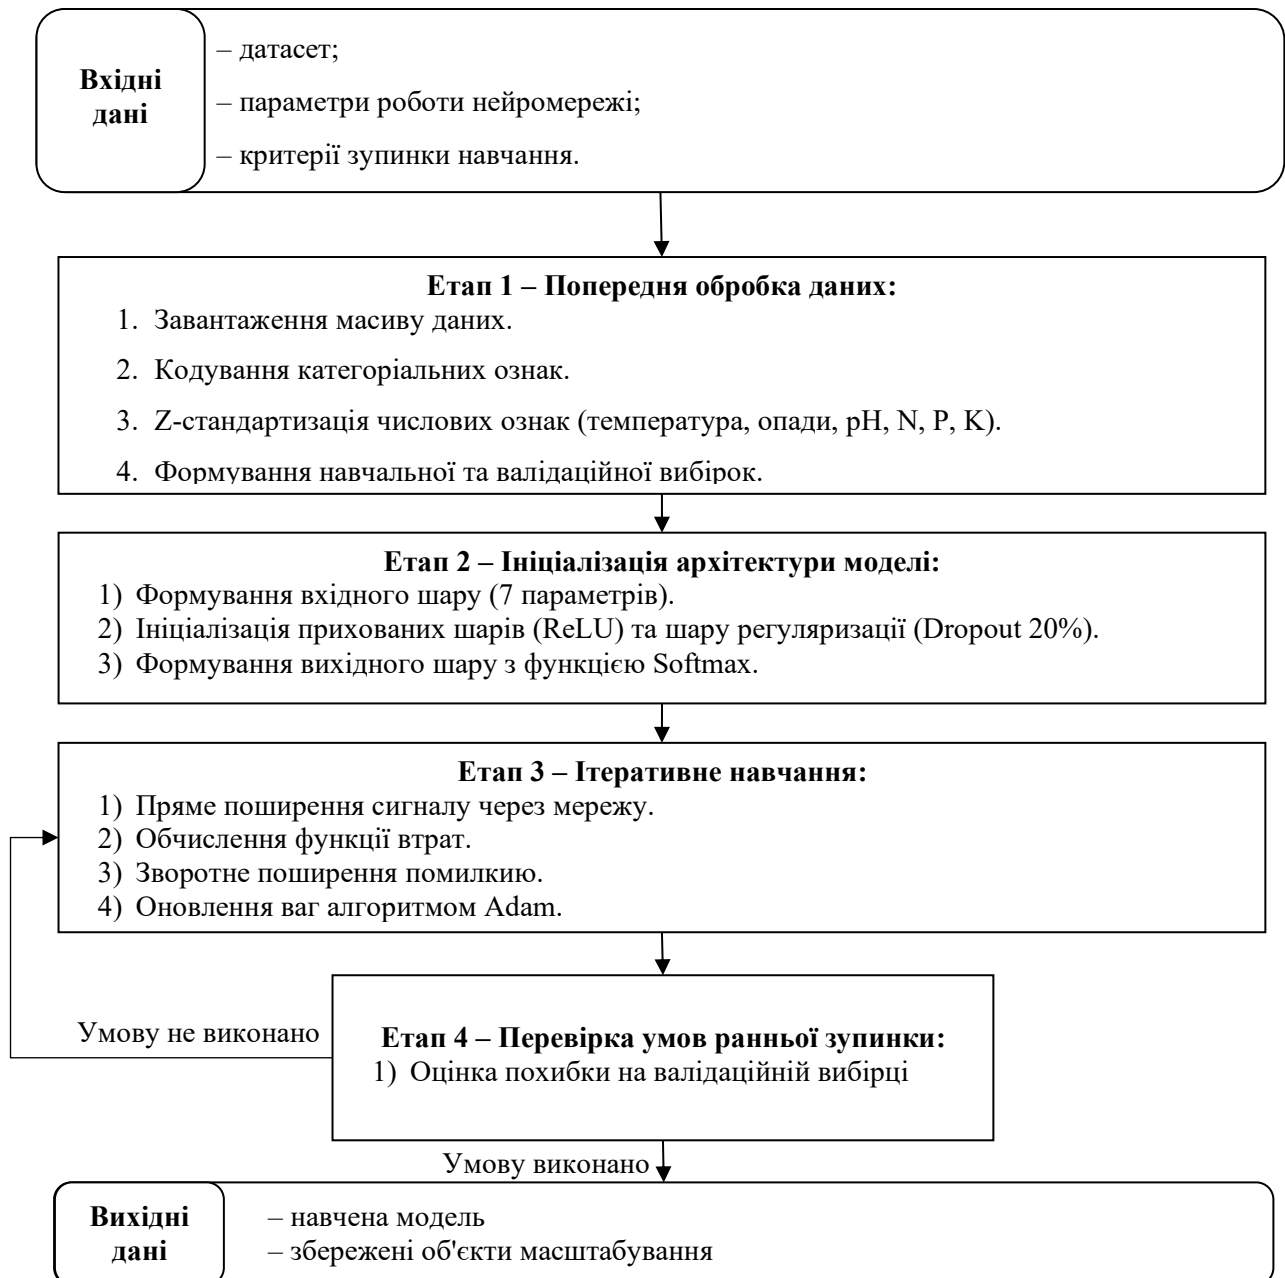 Вхідні
дані
– датасет;
– параметри роботи нейромережі;
– критерії зупинки навчання.
Етап 1 – Попередня обробка даних:
1. Завантаження масиву даних.
2. Кодування категоріальних ознак.
3. Z-стандартизація числових ознак (температура, опади, pH, N, P, K).
4. Формування навчальної та валідаційної вибірок.
Етап 2 – Ініціалізація архітектури моделі:
1) Формування вхідного шару (7 параметрів).
2) Ініціалізація прихованих шарів (ReLU) та шару регуляризації (Dropout 20%).
3) Формування вихідного шару з функцією Softmax.
Етап 3 – Ітеративне навчання:
1) Пряме поширення сигналу через мережу.
2) Обчислення функції втрат.
3) Зворотне поширення помилкию.
4) Оновлення ваг алгоритмом Adam.
Умову не виконано
Етап 4 – Перевірка умов ранньої зупинки:
1) Оцінка похибки на валідаційній вибірці
Умову виконано
Вихідні
дані
– навчена модель
– збережені об'єкти масштабування